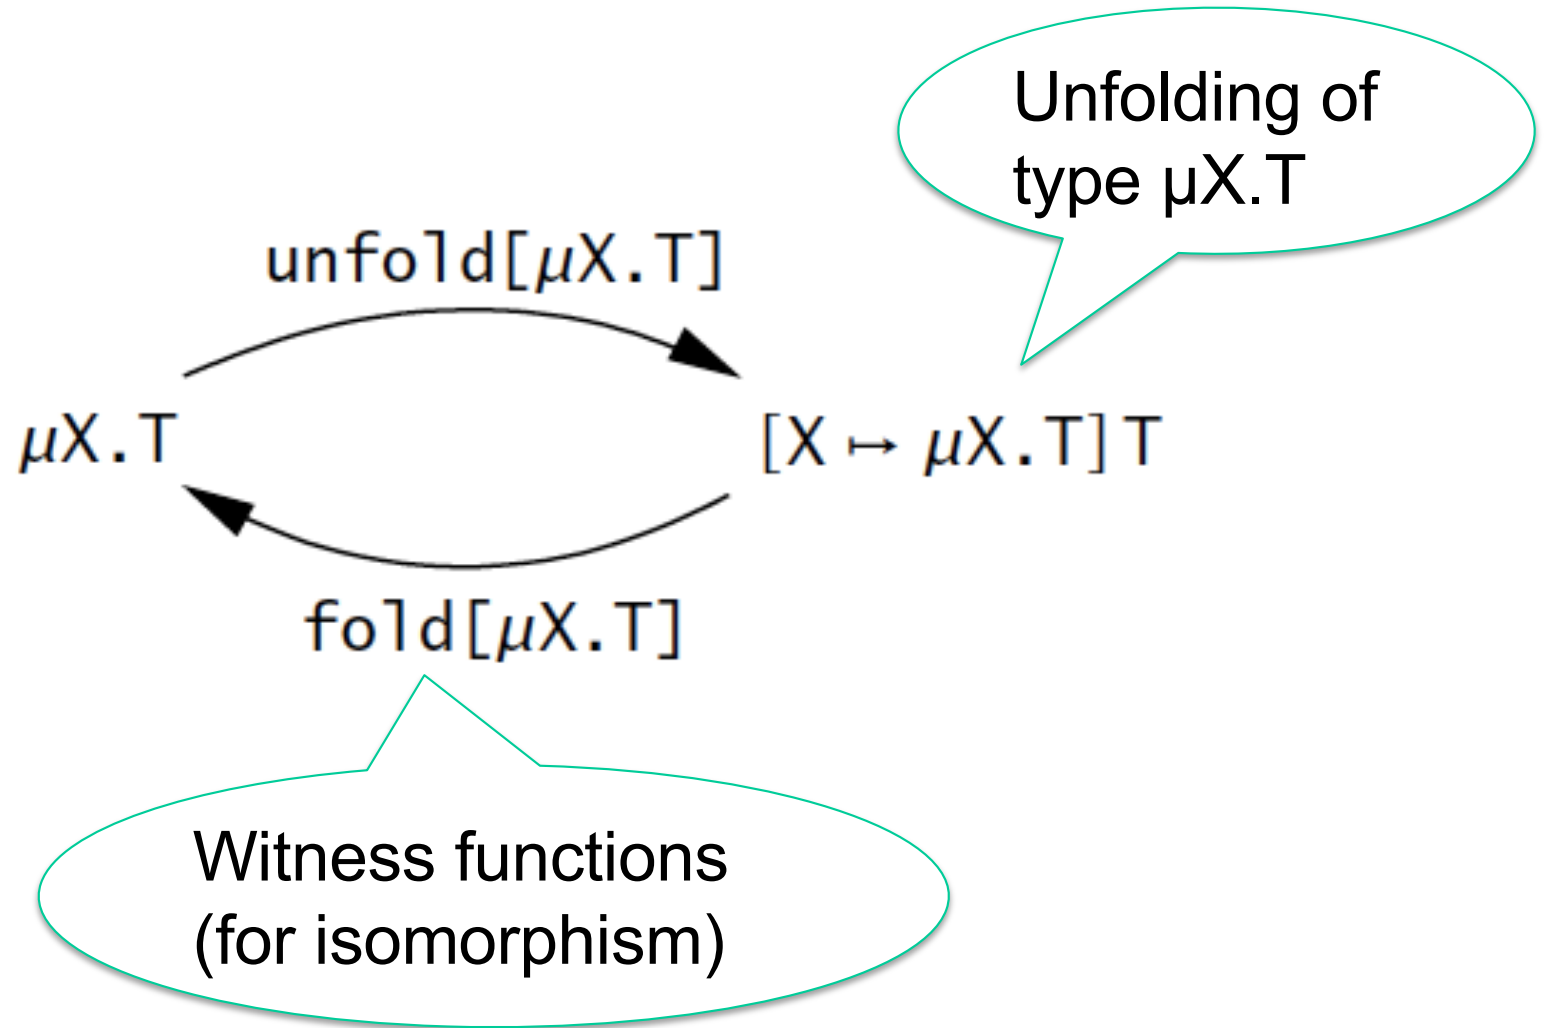 Unfolding of
type µX.T
unfold[μX.T]
μX.T
[X ↦ μX.T]T
fold[μX.T]
Witness functions
(for isomorphism)